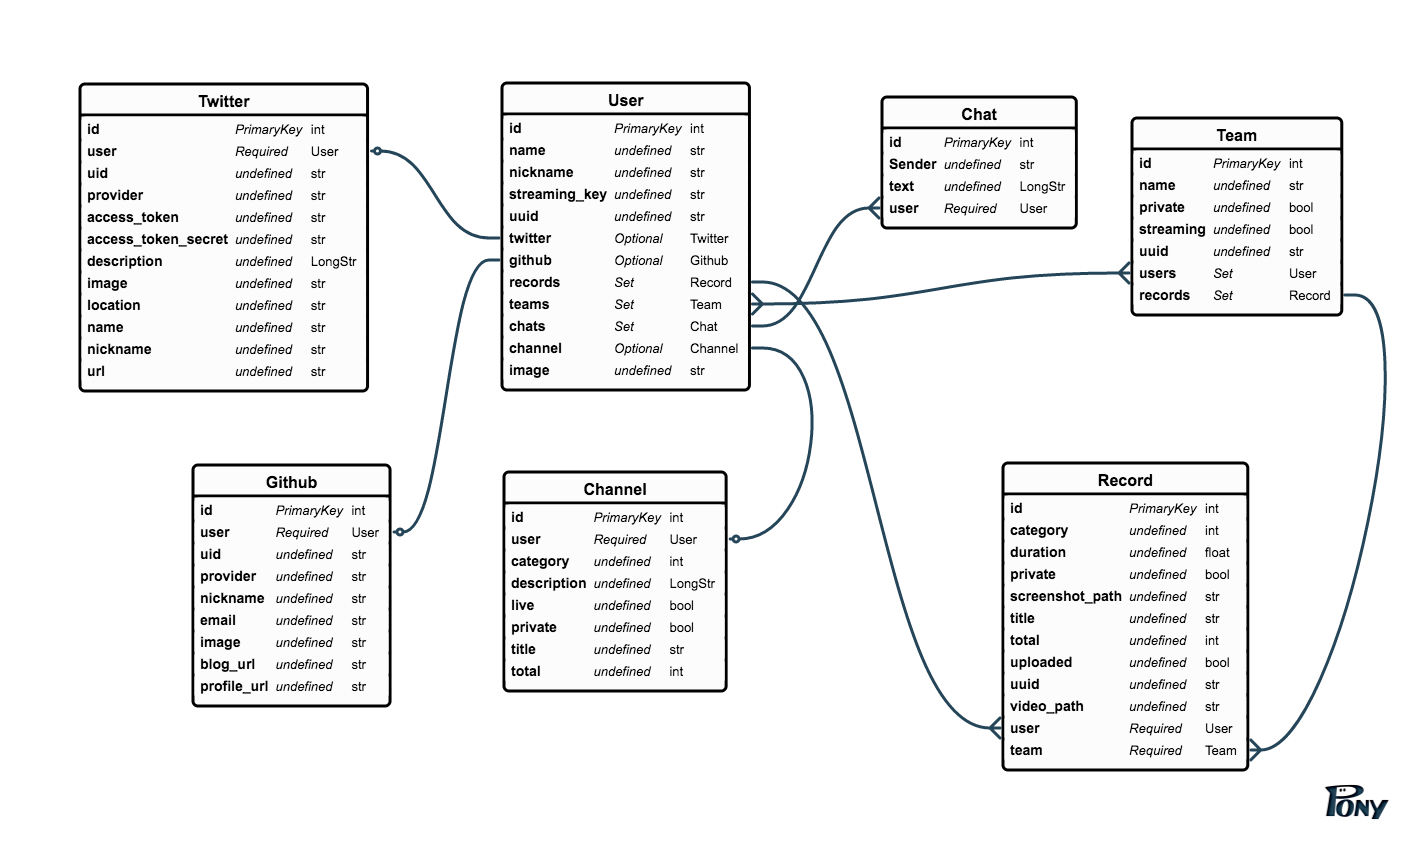 Twitter
id PrimaryKey int
user Required User
uid undefined str
provider undefined str
access_token undefined str
access_token_secret undefined str
description undefined LongStr
image undefined str
location undefined str
name undefined str
nickname undefined str
url undefined str
User
id PrimaryKey int
name undefined str
nickname undefined str
streaming_key undefined str
uuid undefined str
twitter Optional Twitter
github Optional Github
records Set Record
teams Set Team
chats Set Chat
channel Optional Channel
image undefined str
Chat
id PrimaryKey int
Sender undefined str
text undefined LongStr
user Required User
Team
id PrimaryKey int
name undefined str
private undefined bool
streaming undefined bool
uuid undefined str
users Set User
records Set Record
Github
id PrimaryKey int
user Required User
uid undefined str
provider undefined str
nickname undefined str
email undefined str
image undefined str
blog_url undefined str
profile_url undefined str
Channel
id PrimaryKey int
user Required User
category undefined int
description undefined LongStr
live undefined bool
private undefined bool
title undefined str
total undefined int
Record
id PrimaryKey int
category undefined int
duration undefined float
private undefined bool
screenshot_path undefined str
title undefined str
total undefined int
uploaded undefined bool
uuid undefined str
video_path undefined str
user Required User
team Required Team
PONY